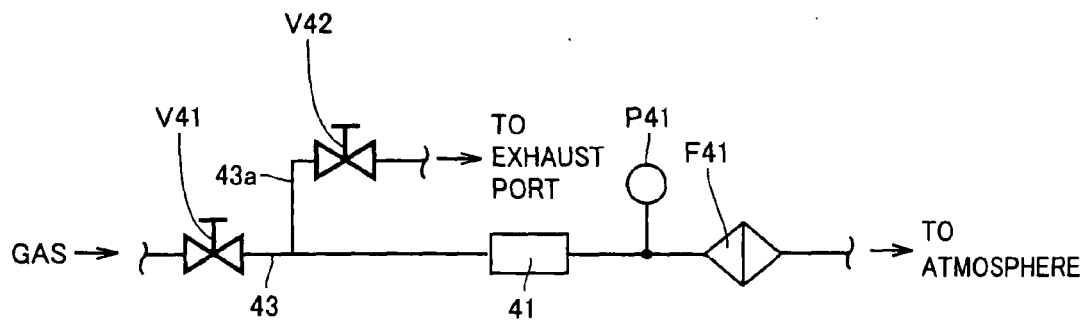 V42
V41
TO
EXHAUST
PORT
P41
F41
43a
GAS
TO
ATMOSPHERE
43
41